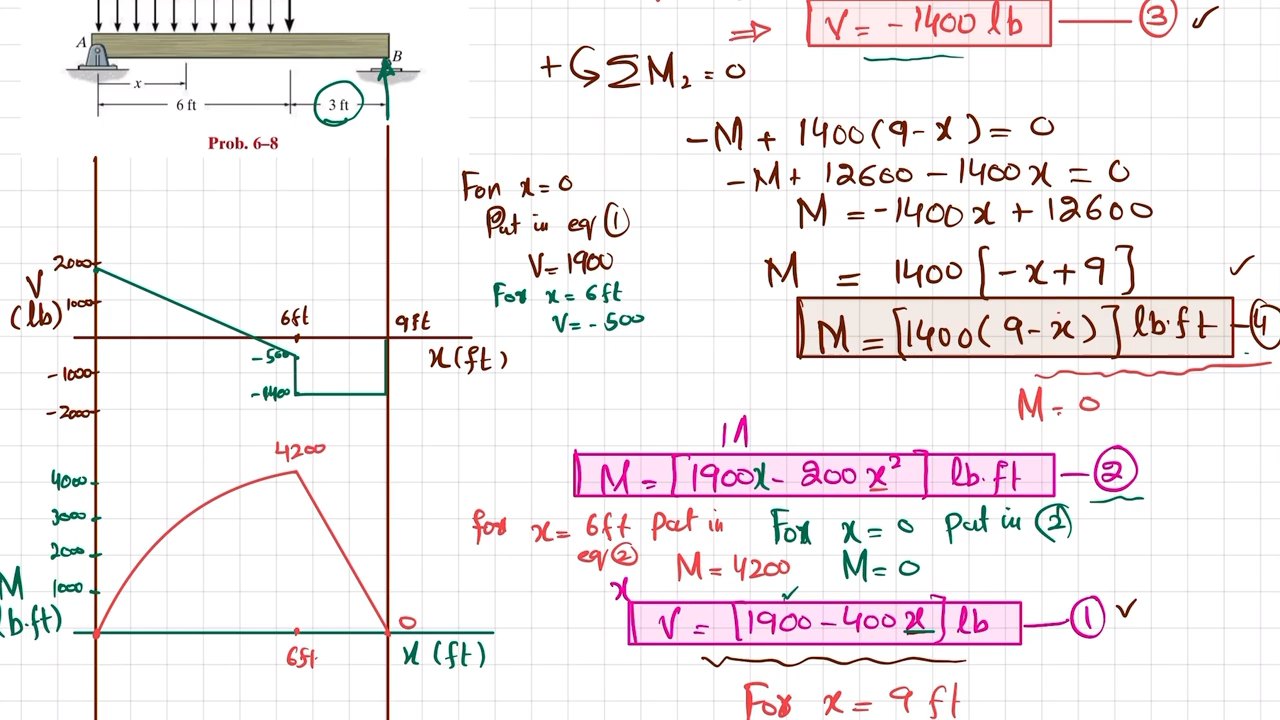 A
B
x
6 ft
3 ft
Prob. 6–8
V
(lb)
2000
1000
-500
-1000
-1400
-2000
6ft
9ft
x(ft)
For x=0
Put in eq ①
V=1900
For x=6ft
V=-500
4200
4000
3000
2000
1000
M
b.ft)
0
6ft
x (ft)
⇒ V = -1400 lb — ③ ✓
+↺ΣM₂ = 0
-M + 1400(9-x) = 0
-M+ 12600 - 1400x = 0
M = -1400x + 12600
M = 1400[-x+9] ✓
M = [1400(9-x)] lb.ft — ④
M = 0
M = [1900x - 200x²] lb.ft — ②
for x= 6ft Put in
eq②
M = 4200
For x = 0 Put in ②
M = 0
x
V = [1900-400x] lb — ① ✓
For x = 9 ft